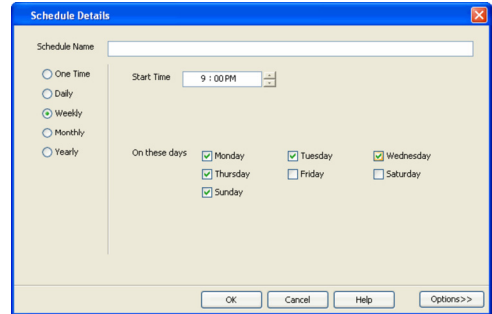 Schedule Details
Schedule Name
One Time
Start Time 9 : 00 PM
Daily
Weekly
Monthly
Yearly
On these days Monday Tuesday Wednesday
Thursday Friday Saturday
Sunday
OK Cancel Help Options>>